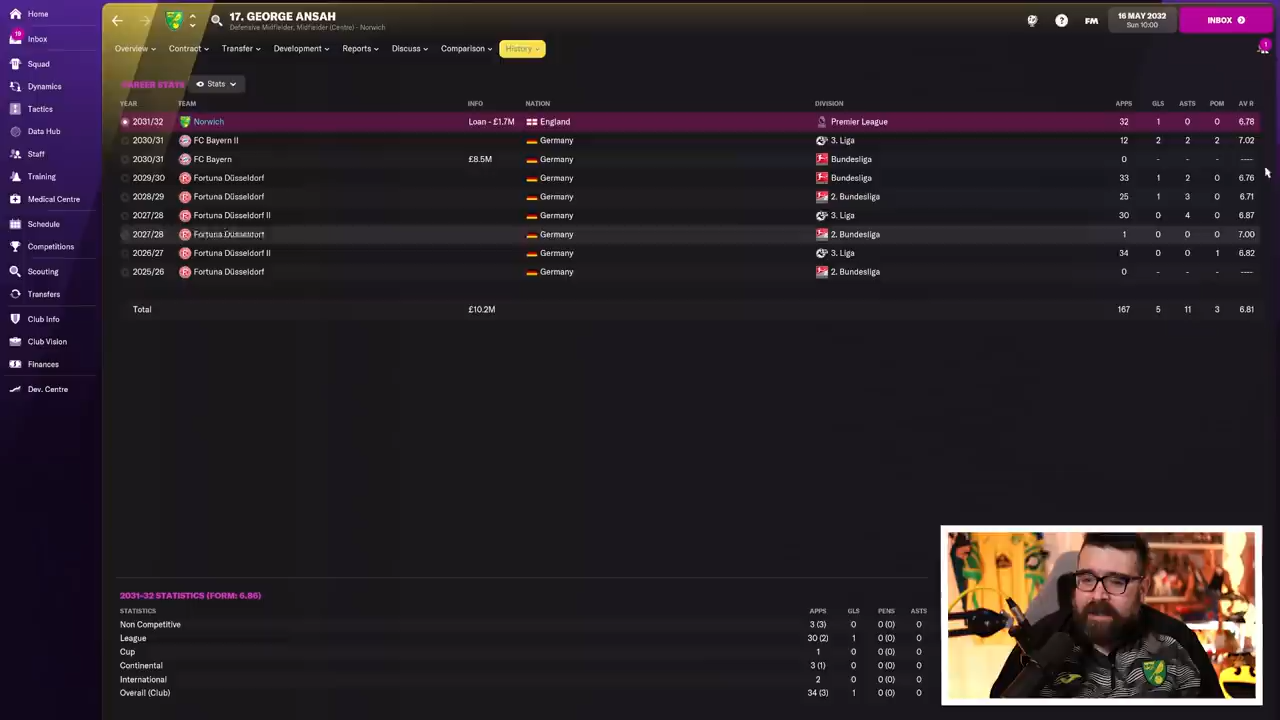 Home
19
Inbox
Squad
Dynamics
Tactics
Data Hub
Staff
Training
Medical Centre
Schedule
Competitions
Scouting
Transfers
Club Info
Club Vision
Finances
Dev. Centre
17. GEORGE ANSAH
Defensive Midfielder, Midfielder (Centre) - Norwich
FM
16 MAY 2032
Sun 10:00
INBOX
1
Overview Contract Transfer Development Reports Discuss Comparison History
CAREER STATS Stats
YEAR TEAM INFO NATION DIVISION APPS GLS ASTS POM AV R
2031/32 Norwich Loan - £1.7M England Premier League 32 1 0 0 6.78
2030/31 FC Bayern II Germany 3. Liga 12 2 2 2 7.02
2030/31 FC Bayern £8.5M Germany Bundesliga 0 - - - ----
2029/30 Fortuna Düsseldorf Germany Bundesliga 33 1 2 0 6.76
2028/29 Fortuna Düsseldorf Germany 2. Bundesliga 25 1 3 0 6.71
2027/28 Fortuna Düsseldorf II Germany 3. Liga 30 0 4 0 6.87
2027/28 Fortuna Düsseldorf Germany 2. Bundesliga 1 0 0 0 7.00
2026/27 Fortuna Düsseldorf II Germany 3. Liga 34 0 0 1 6.82
2025/26 Fortuna Düsseldorf Germany 2. Bundesliga 0 - - - ----
Total £10.2M 167 5 11 3 6.81
2031-32 STATISTICS (FORM: 6.86)
STATISTICS APPS GLS PENS ASTS
Non Competitive 3 (3) 0 0 (0) 0
League 30 (2) 1 0 (0) 0
Cup 1 0 0 (0) 0
Continental 3 (1) 0 0 (0) 0
International 2 0 0 (0) 0
Overall (Club) 34 (3) 1 0 (0) 0